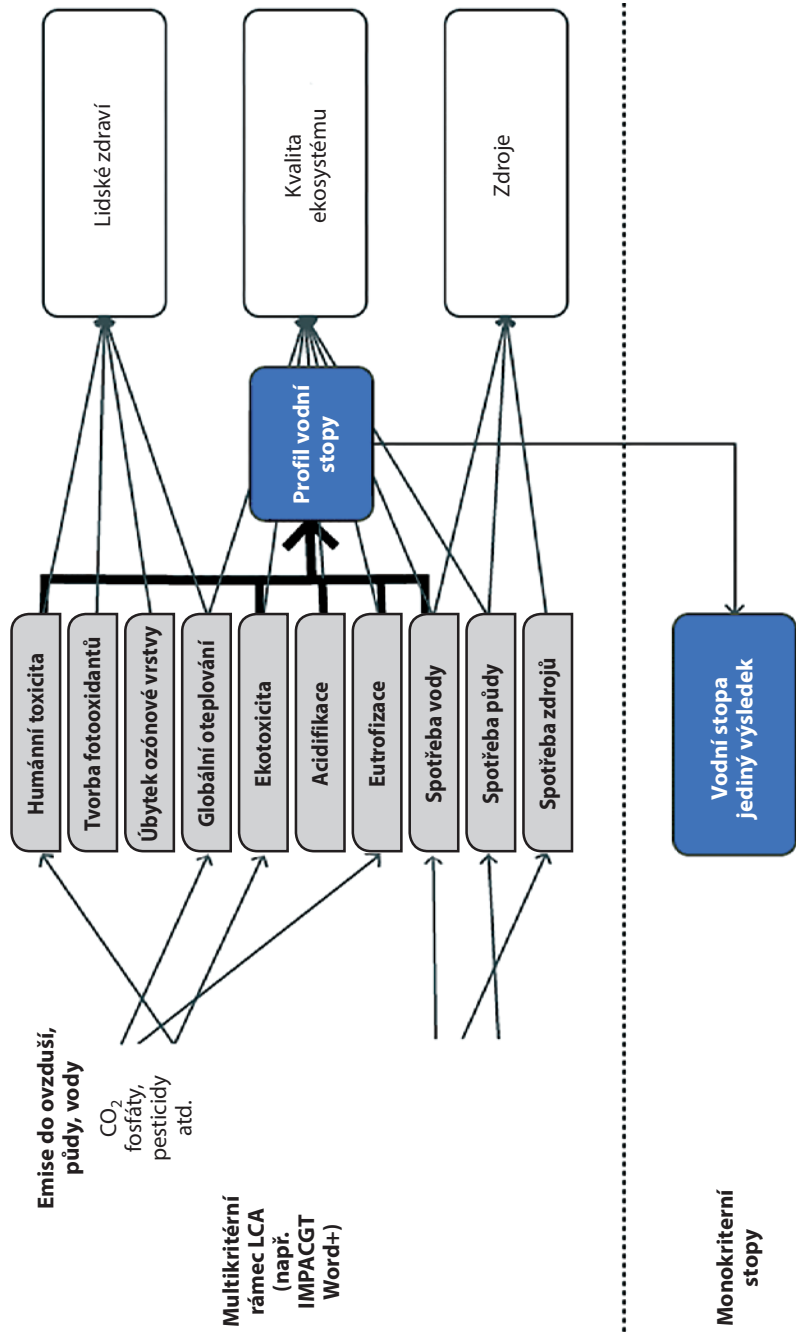 Multikritérní
rámec LCA
(např.
IMPACGT
Word+)
Emise do ovzduší,
půdy, vody
CO2
fosfáty,
pesticidy
atd.
Humánní toxicita
Tvorba fotooxidantů
Úbytek ozónové vrstvy
Globální oteplování
Ekotoxicita
Acidifikace
Eutrofizace
Spotřeba vody
Spotřeba půdy
Spotřeba zdrojů
Profil vodní
stopy
Lidské zdraví
Kvalita
ekosystému
Zdroje
Monokriterní
stopy
Vodní stopa
jediný výsledek